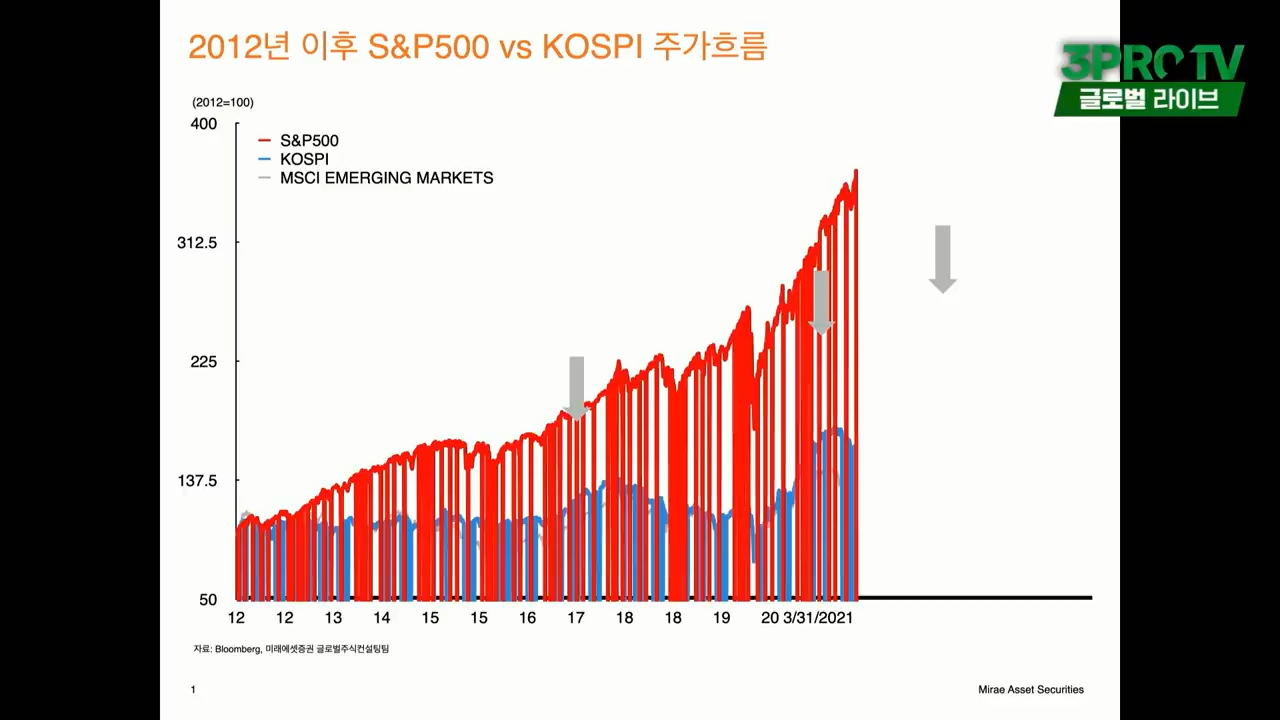 2012년 이후 S&P500 vs KOSPI 주가흐름
3PRO TV
글로벌 라이브
(2012=100)
400
S&P500
KOSPI
MSCI EMERGING MARKETS
312.5
225
137.5
50
12 12 13 14 15 15 16 17 18 18 19 20 3/31/2021
자료: Bloomberg, 미래에셋증권 글로벌주식컨설팅팀
1
Mirae Asset Securities